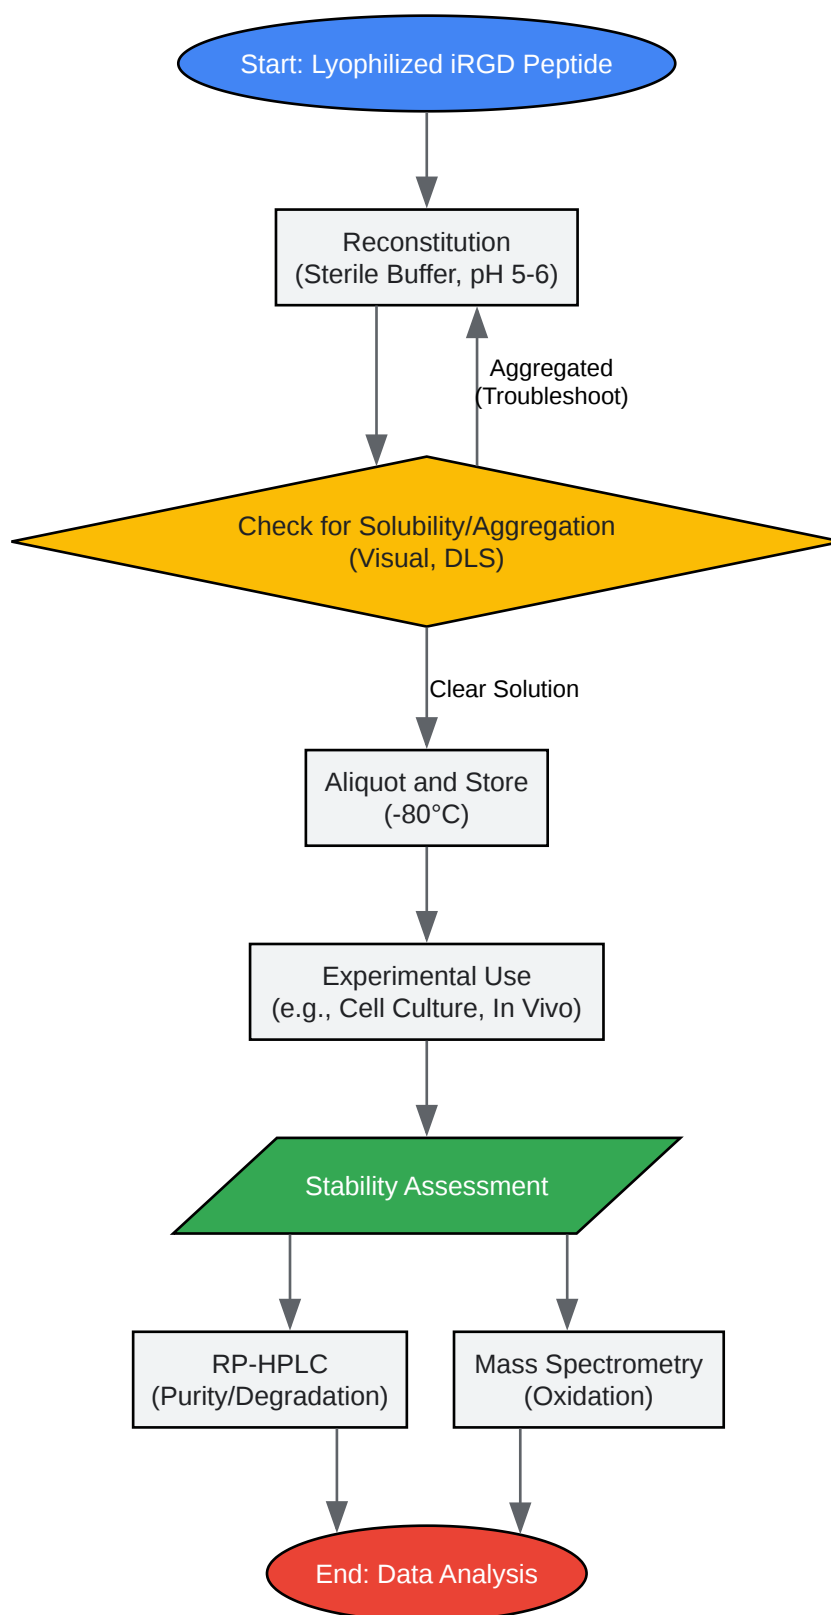 Start: Lyophilized iRGD Peptide
Reconstitution
(Sterile Buffer, pH 5-6)
Aggregated
(Troubleshoot)
Check for Solubility/Aggregation
(Visual, DLS)
Clear Solution
Aliquot and Store
(-80°C)
Experimental Use
(e.g., Cell Culture, In Vivo)
Stability Assessment
RP-HPLC
(Purity/Degradation)
Mass Spectrometry
(Oxidation)
End: Data Analysis